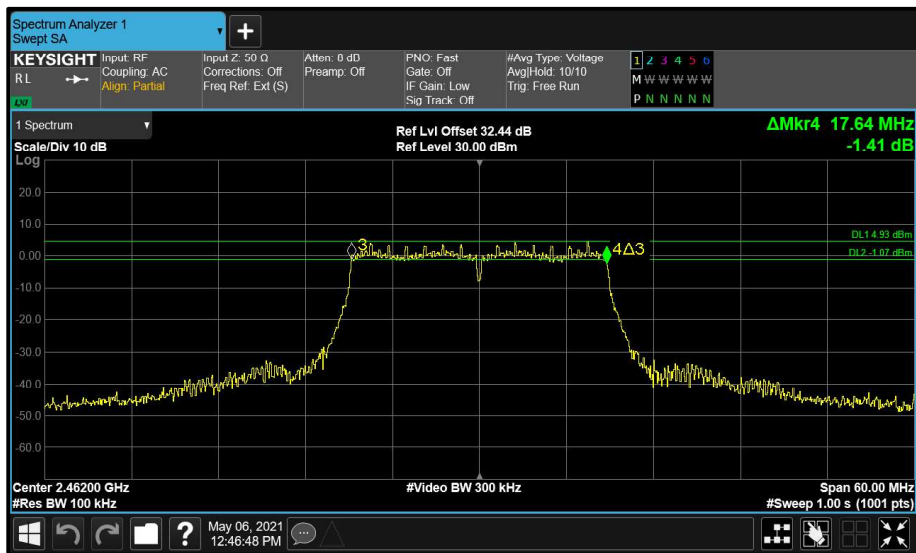 Spectrum Analyzer 1
Swept SA
+
KEYSIGHT Input: RF Input Z: 50 Ω Atten: 0 dB PNO: Fast #Avg Type: Voltage 1 2 3 4 5 6
R L Coupling: AC Corrections: Off Preamp: Off Gate: Off Avg|Hold: 10/10 M W W W W W
Align: Partial Freq Ref: Ext (S) IF Gain: Low Trig: Free Run
LXI Sig Track: Off P N N N N N
1 Spectrum Ref Lvl Offset 32.44 dB ΔMkr4 17.64 MHz
Scale/Div 10 dB Ref Level 30.00 dBm -1.41 dB
Log
20.0
10.0
DL1 4.93 dBm
3 4Δ3
0.00 DL2 -1.07 dBm
-10.0
-20.0
-30.0
-40.0
-50.0
-60.0
Center 2.46200 GHz #Video BW 300 kHz Span 60.00 MHz
#Res BW 100 kHz #Sweep 1.00 s (1001 pts)
? May 06, 2021
12:46:48 PM